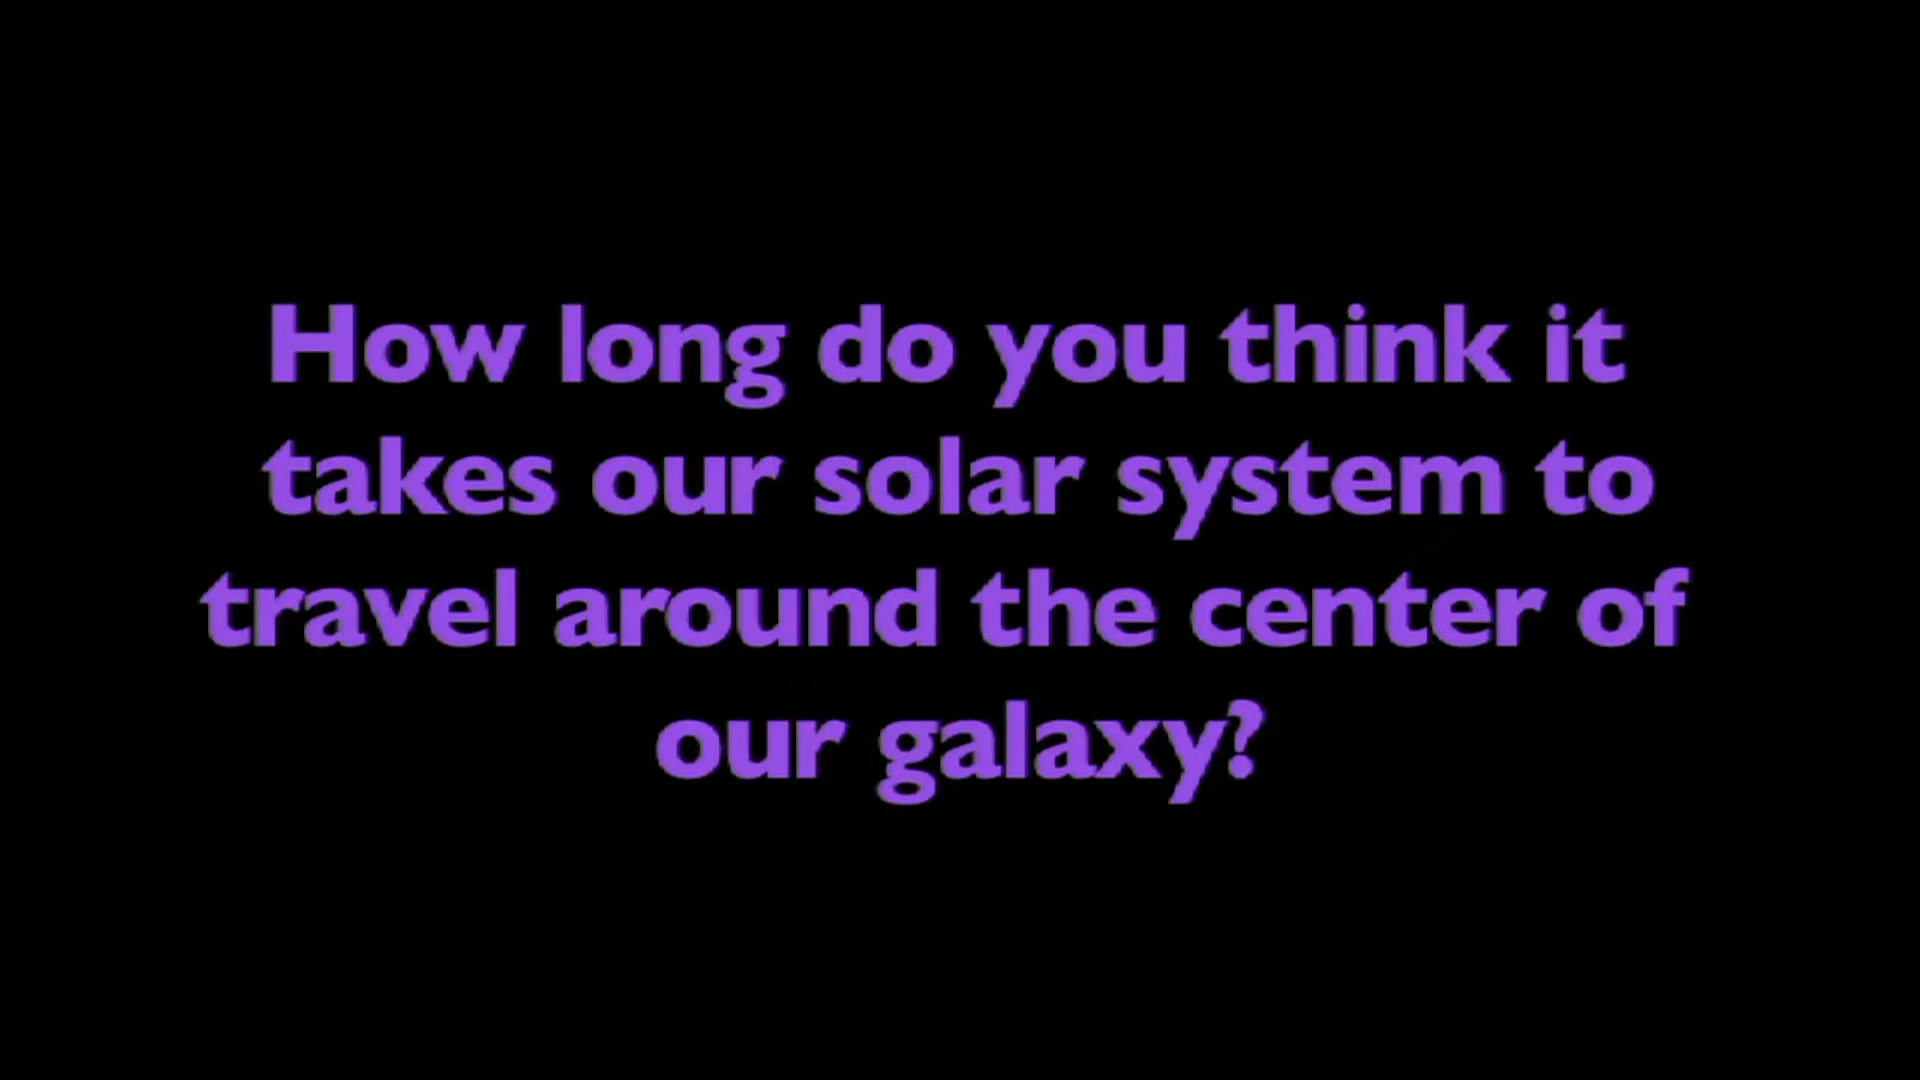 How long do you think it
takes our solar system to
travel around the center of
our galaxy?